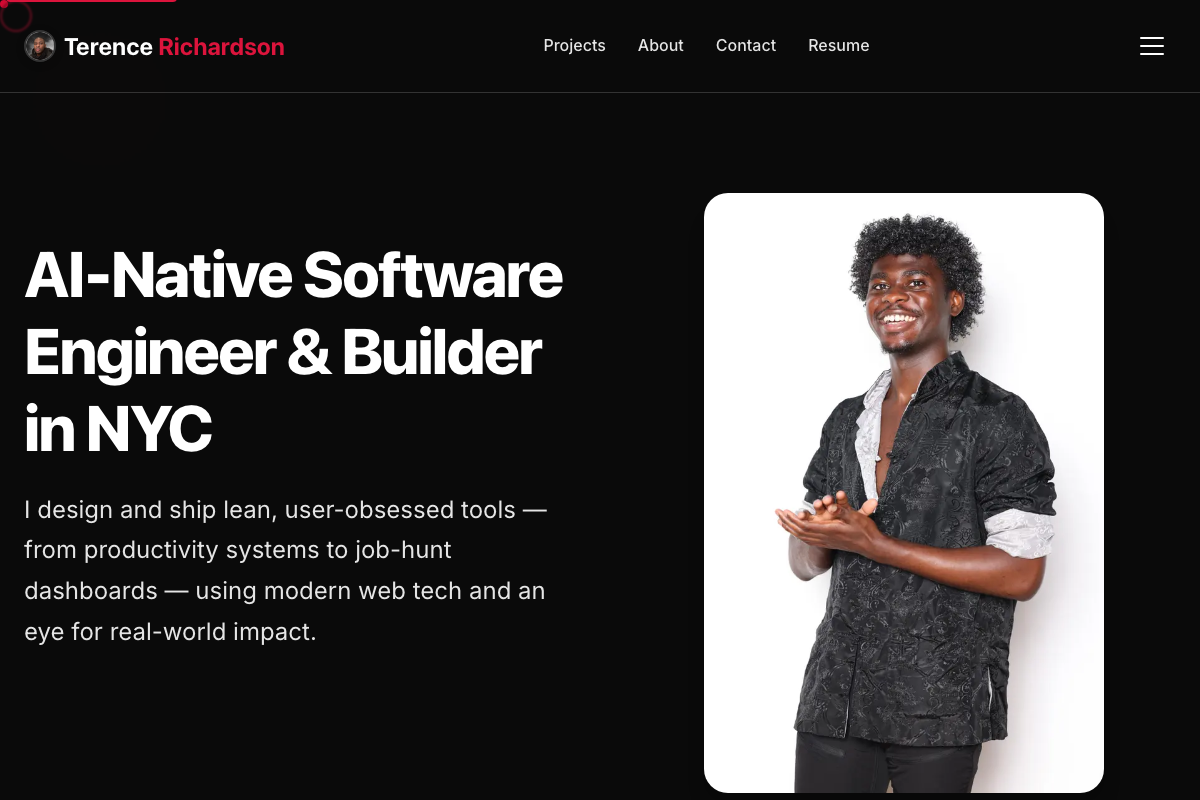 Terence Richardson
Projects
About
Contact
Resume
AI-Native Software
Engineer & Builder
in NYC
I design and ship lean, user-obsessed tools —
from productivity systems to job-hunt
dashboards — using modern web tech and an
eye for real-world impact.